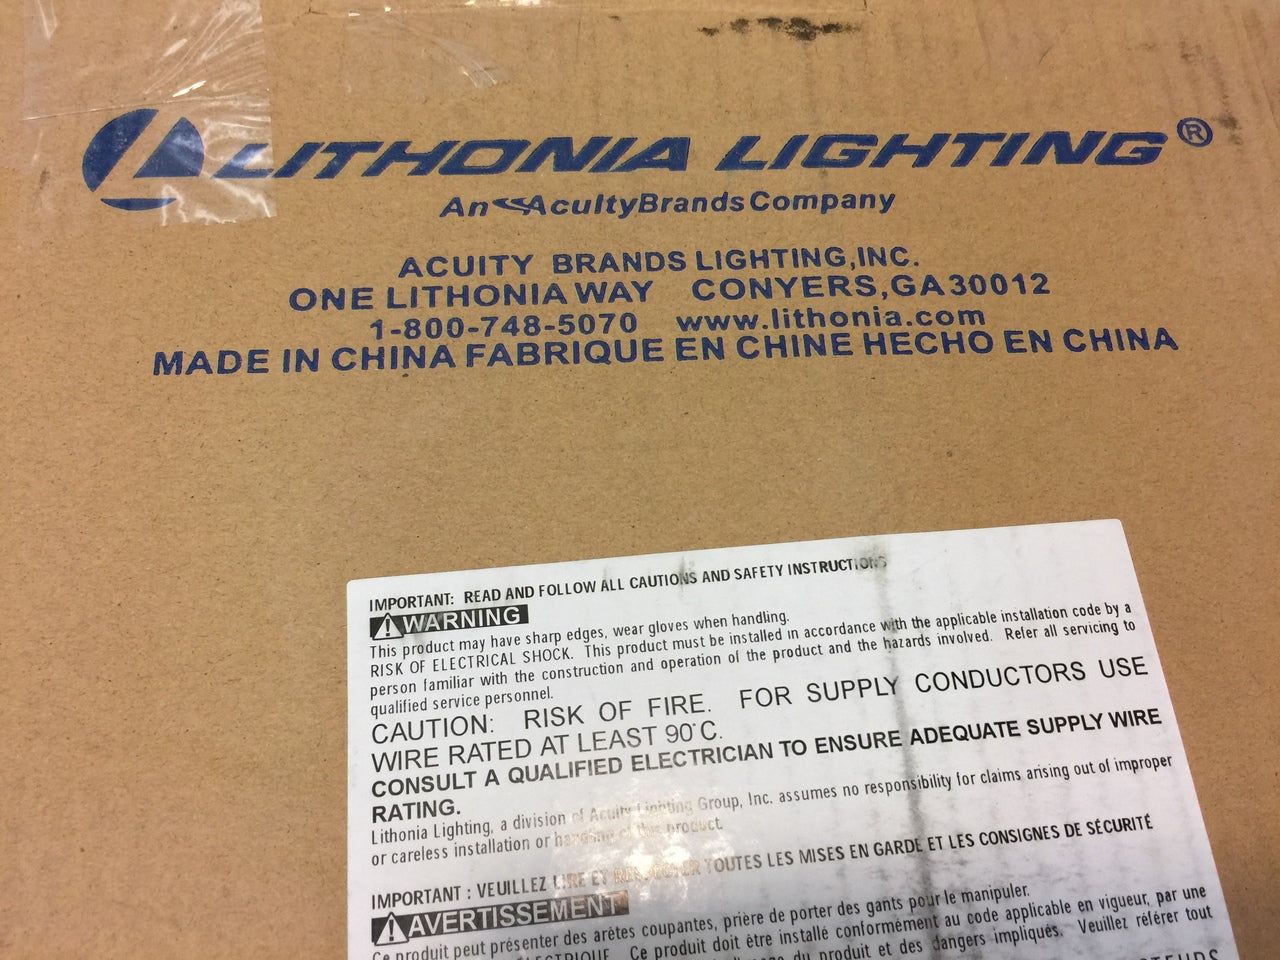 LITHONIA LIGHTING®
An AcuityBrands Company
ACUITY BRANDS LIGHTING,INC.
ONE LITHONIA WAY CONYERS,GA 30012
1-800-748-5070 www.lithonia.com
MADE IN CHINA FABRIQUE EN CHINE HECHO EN CHINA
IMPORTANT: READ AND FOLLOW ALL CAUTIONS AND SAFETY INSTRUCTIONS
WARNING
This product may have sharp edges, wear gloves when handling.
RISK OF ELECTRICAL SHOCK. This product must be installed in accordance with the applicable installation code by a
person familiar with the construction and operation of the product and the hazards involved. Refer all servicing to
qualified service personnel.
CAUTION: RISK OF FIRE. FOR SUPPLY CONDUCTORS USE
WIRE RATED AT LEAST 90°C.
CONSULT A QUALIFIED ELECTRICIAN TO ENSURE ADEQUATE SUPPLY WIRE
RATING.
Lithonia Lighting, a division of Acuity Lighting Group, Inc. assumes no responsibility for claims arising out of improper
or careless installation or handling of this product.
IMPORTANT : VEUILLEZ LIRE ET RESPECTER TOUTES LES MISES EN GARDE ET LES CONSIGNES DE SÉCURITÉ
AVERTISSEMENT
Ce produit peut présenter des arêtes coupantes, prière de porter des gants pour le manipuler.
Ce produit doit être installé conformément au code applicable en vigueur, par une
du produit et des dangers impliqués. Veuillez référer tout